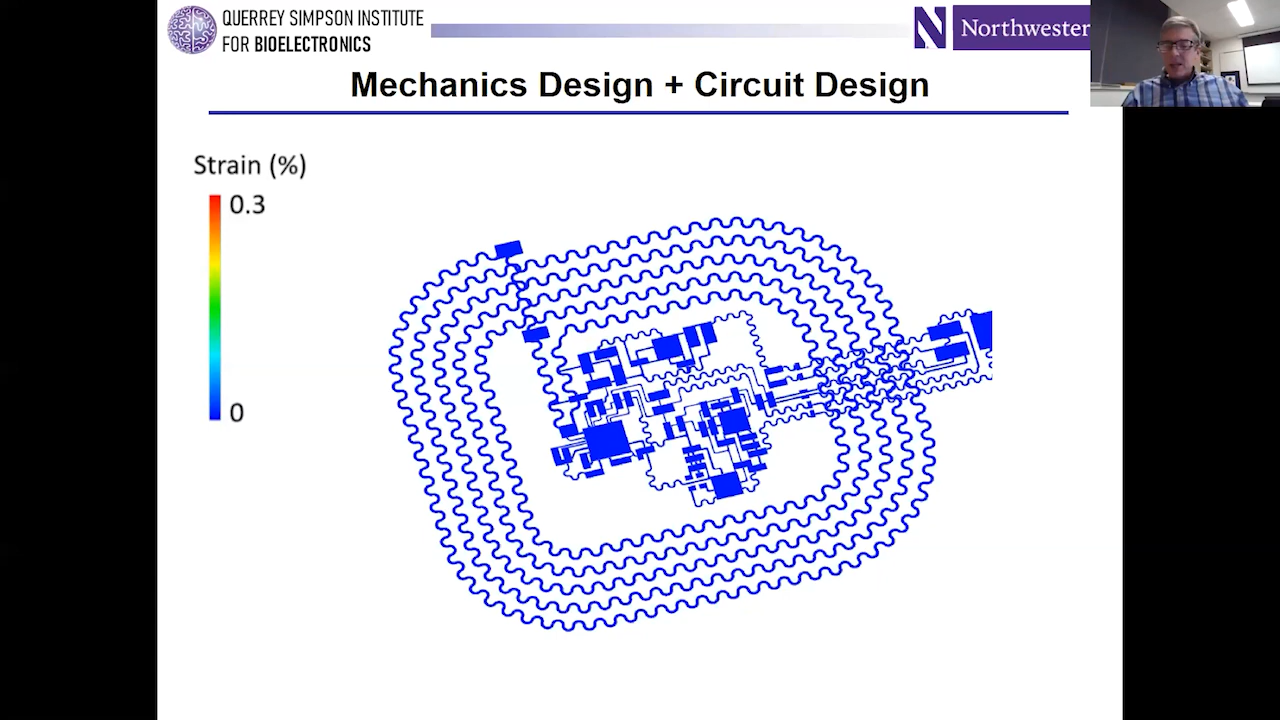 QUERREY SIMPSON INSTITUTE
FOR BIOELECTRONICS
N Northwester
Mechanics Design + Circuit Design
Strain (%)
0.3
0